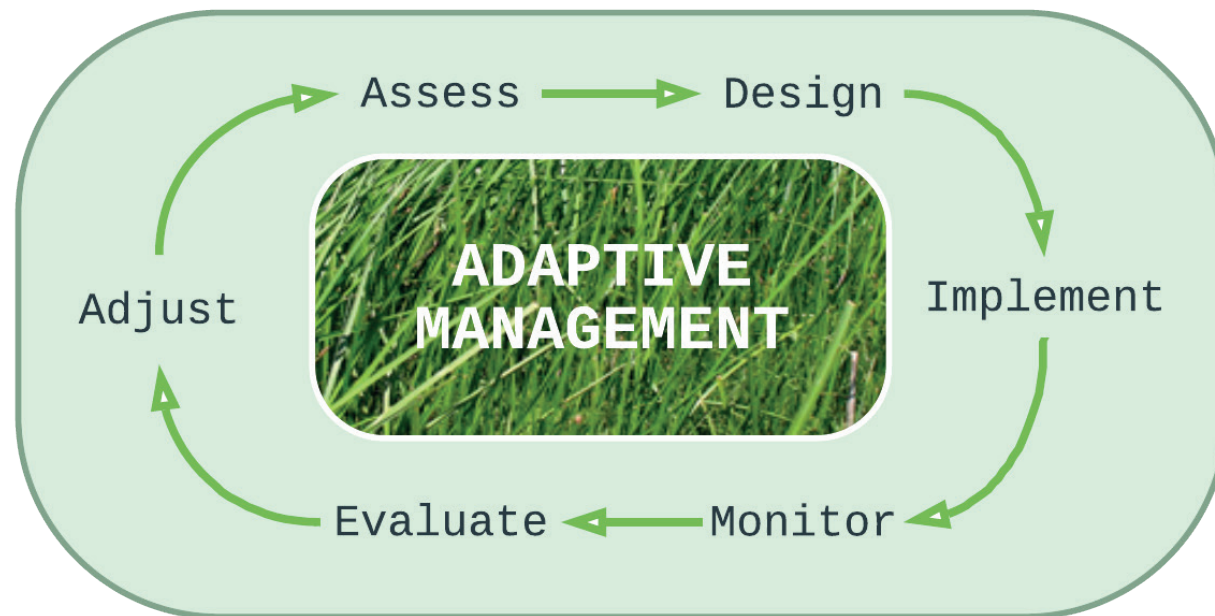 Assess
Design
ADAPTIVE
MANAGEMENT
Adjust
Implement
Evaluate
Monitor